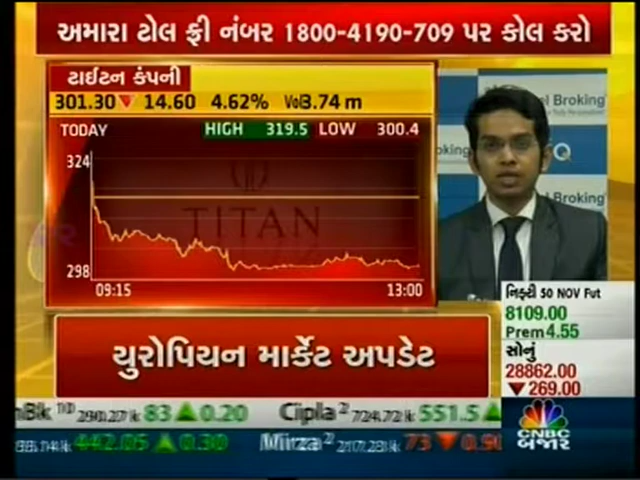 અમારા ટોલ ફ્રી નંબર 1800-4190-709 પર કોલ કરો
ટાઈટન કંપની
301.30 ▼ 14.60 4.62% Vol3.74 m
TODAY HIGH 319.5 LOW 300.4
324
TITAN
298
09:15 13:00
Broking
oking
Broking
નિફ્ટી 50 NOV Fut
8109.00
Prem 4.55
સોનું
28862.00
▼269.00
યુરોપિયન માર્કેટ અપડેટ
83 ▲ 0.20 Cipla 551.5 ▲
442.05 ▲ 0.30 Mirza 73 ▼ 0.90
CNBC
બજાર